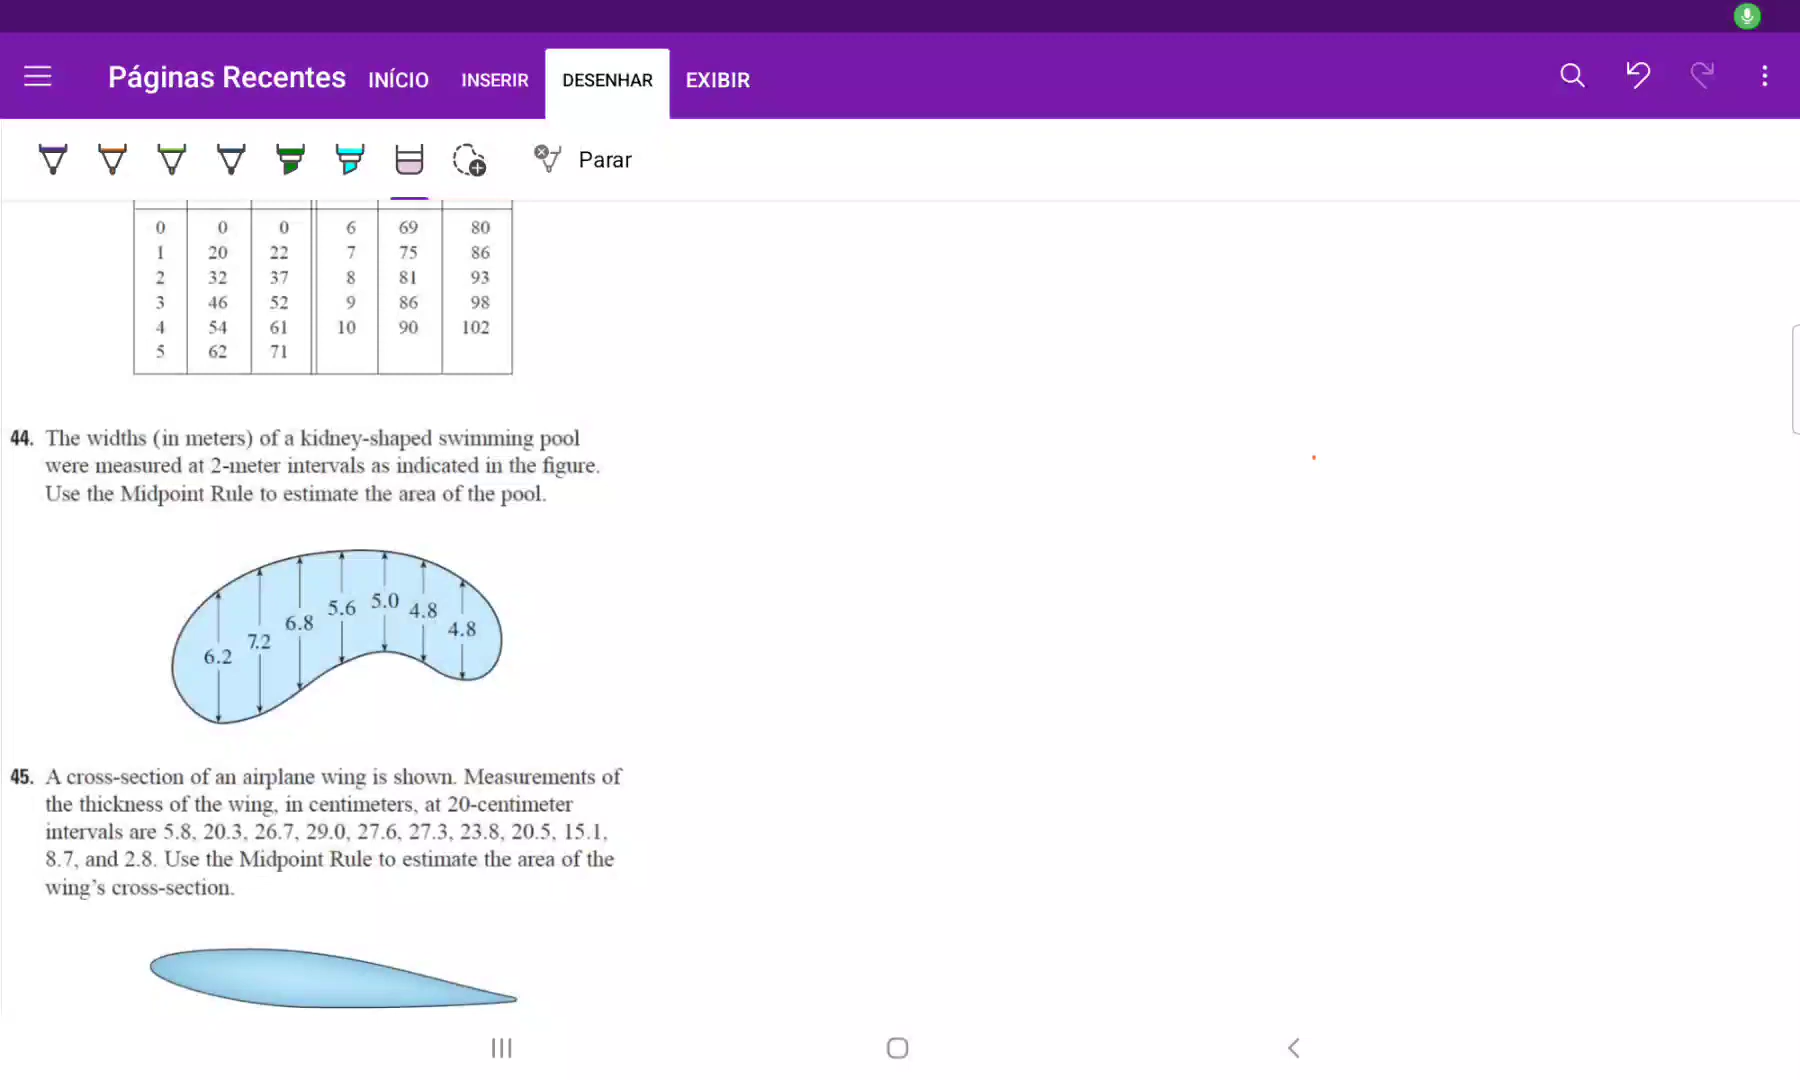 Páginas Recentes INÍCIO INSERIR DESENHAR EXIBIR
Parar
0 0 0 6 69 80
1 20 22 7 75 86
2 32 37 8 81 93
3 46 52 9 86 98
4 54 61 10 90 102
5 62 71
44. The widths (in meters) of a kidney-shaped swimming pool
were measured at 2-meter intervals as indicated in the figure.
Use the Midpoint Rule to estimate the area of the pool.
6.2 7.2 6.8 5.6 5.0 4.8 4.8
45. A cross-section of an airplane wing is shown. Measurements of
the thickness of the wing, in centimeters, at 20-centimeter
intervals are 5.8, 20.3, 26.7, 29.0, 27.6, 27.3, 23.8, 20.5, 15.1,
8.7, and 2.8. Use the Midpoint Rule to estimate the area of the
wing’s cross-section.